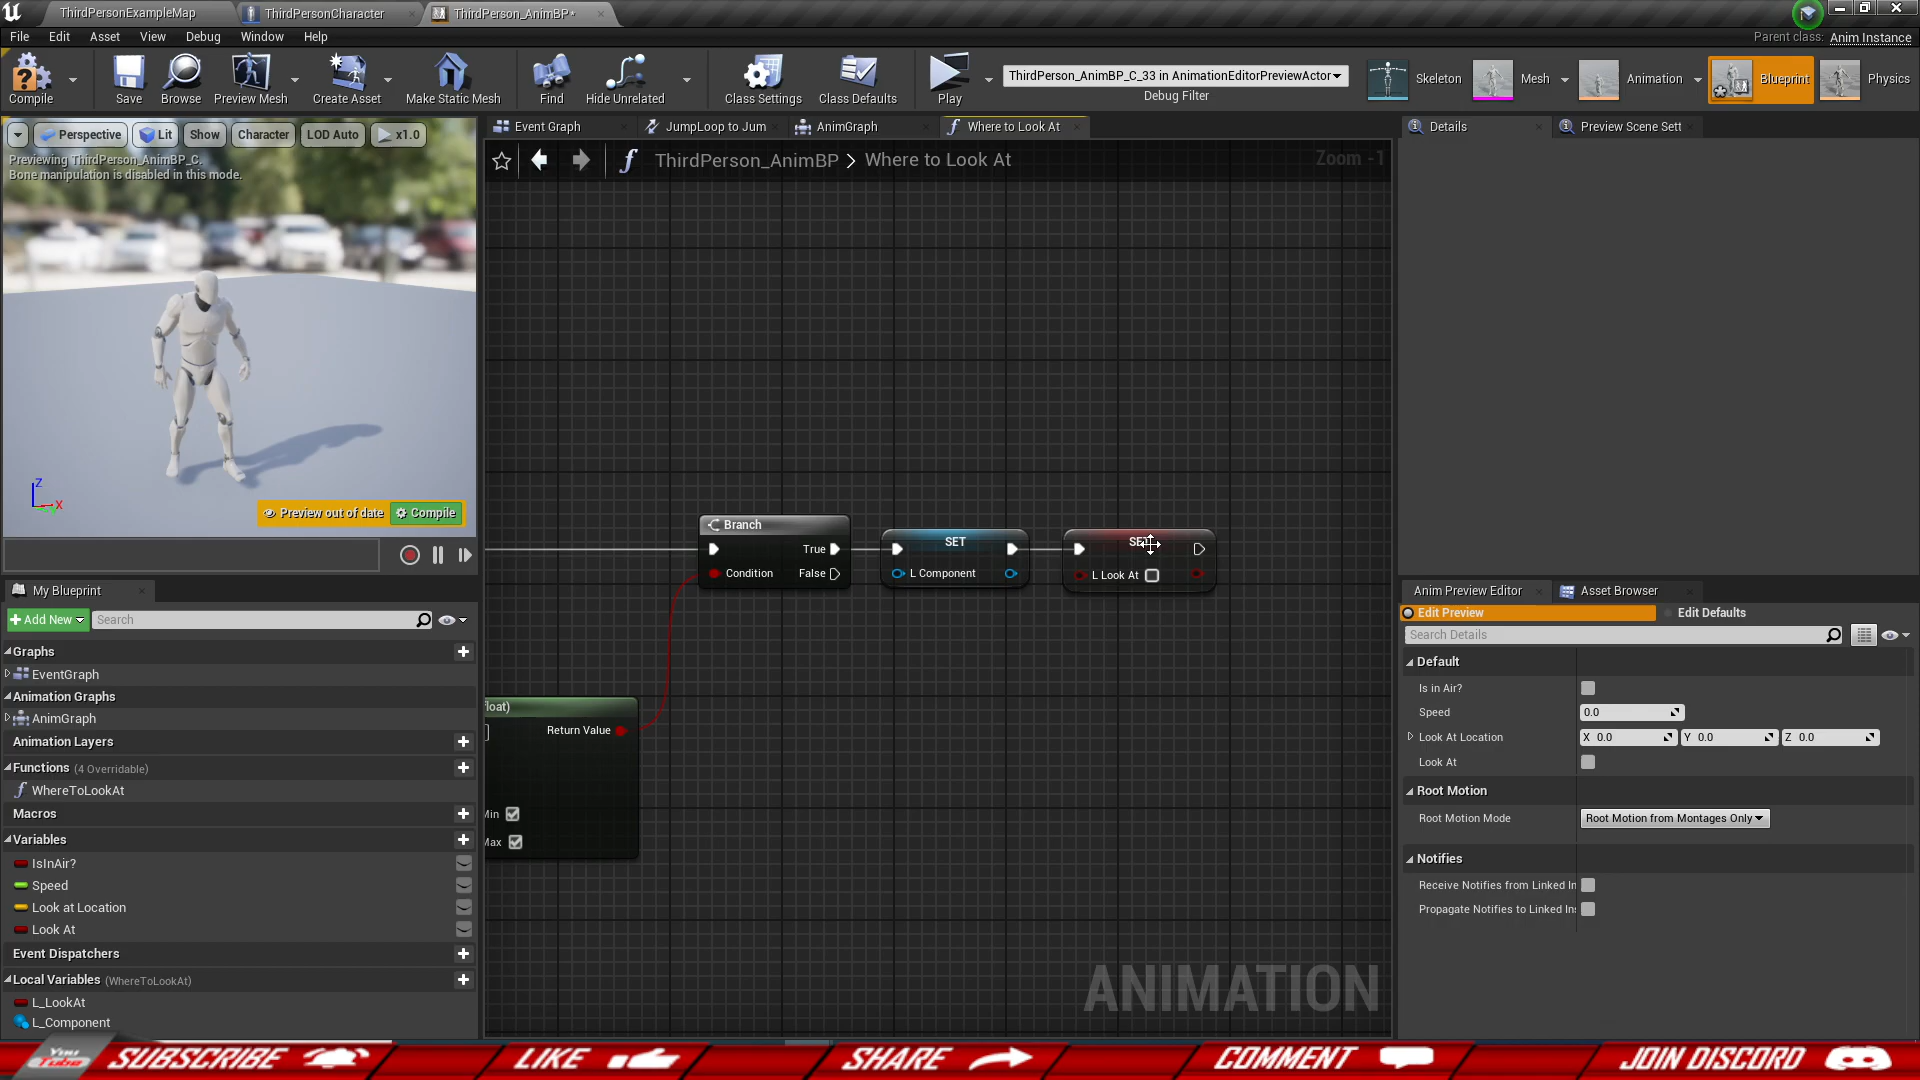 ThirdPersonExampleMap
ThirdPersonCharacter
ThirdPerson_AnimBP*
File Edit Asset View Debug Window Help
Parent class: Anim Instance
Compile
Save
Browse
Preview Mesh
Create Asset
Make Static Mesh
Find
Hide Unrelated
Class Settings
Class Defaults
Play
ThirdPerson_AnimBP_C_33 in AnimationEditorPreviewActor
Debug Filter
Skeleton
Mesh
Animation
Blueprint
Physics
Perspective Lit Show Character LOD Auto x1.0
Previewing ThirdPerson_AnimBP_C.
Bone manipulation is disabled in this mode.
Z
X
Preview out of date Compile
Event Graph
JumpLoop to Jum
AnimGraph
Where to Look At
ThirdPerson_AnimBP > Where to Look At
Zoom -1
Branch
True
Condition False
SET
L Component
SET
L Look At
loat)
Return Value
Min
Max
ANIMATION
My Blueprint
Add New Search
Graphs
EventGraph
Animation Graphs
AnimGraph
Animation Layers
Functions (4 Overridable)
WhereToLookAt
Macros
Variables
IsInAir?
Speed
Look at Location
Look At
Event Dispatchers
Local Variables (WhereToLookAt)
L_LookAt
L_Component
Details
Preview Scene Sett
Anim Preview Editor
Asset Browser
Edit Preview Edit Defaults
Search Details
Default
Is in Air?
Speed 0.0
Look At Location X 0.0 Y 0.0 Z 0.0
Look At
Root Motion
Root Motion Mode Root Motion from Montages Only
Notifies
Receive Notifies from Linked In
Propagate Notifies to Linked In
You Tube SUBSCRIBE LIKE SHARE COMMENT JOIN DISCORD